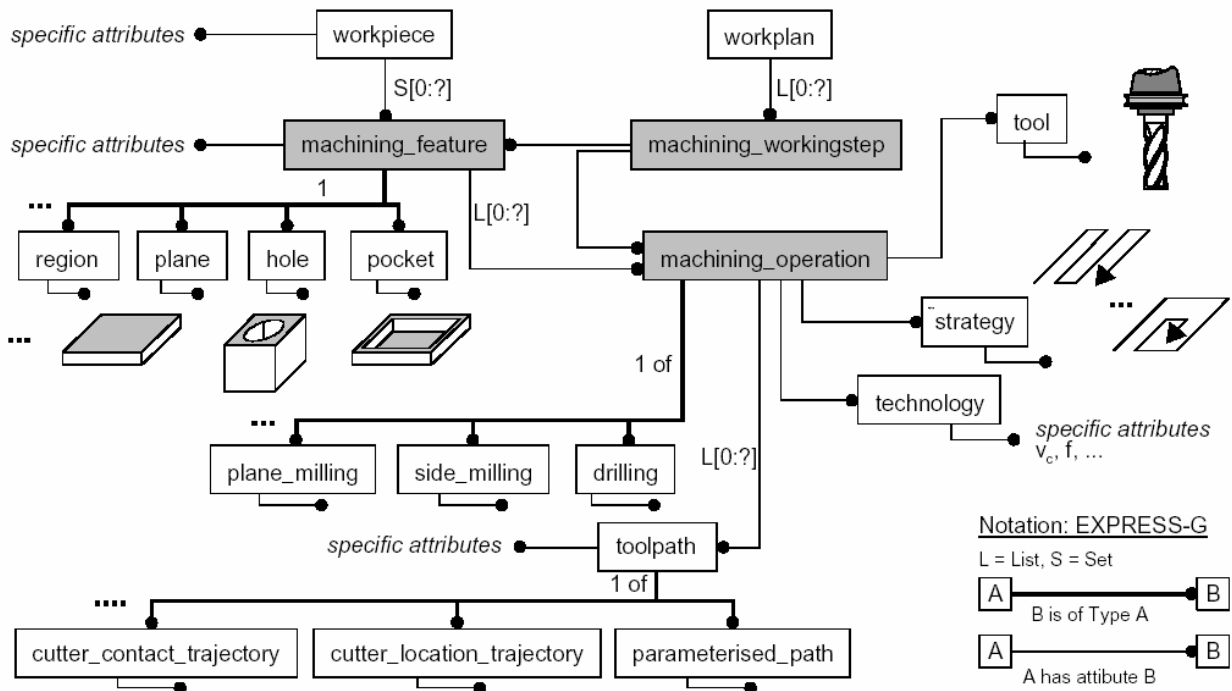 specific attributes
workpiece
workplan
S[0:?]
L[0:?]
specific attributes
machining_feature
machining_workingstep
tool
1
...
L[0:?]
region
plane
hole
pocket
machining_operation
...
...
strategy
1 of
technology
...
specific attributes
v_c, f, ...
plane_milling
side_milling
drilling
L[0:?]
specific attributes
toolpath
1 of
....
cutter_contact_trajectory
cutter_location_trajectory
parameterised_path
Notation: EXPRESS-G
L = List, S = Set
A
B
B is of Type A
A
B
A has attibute B